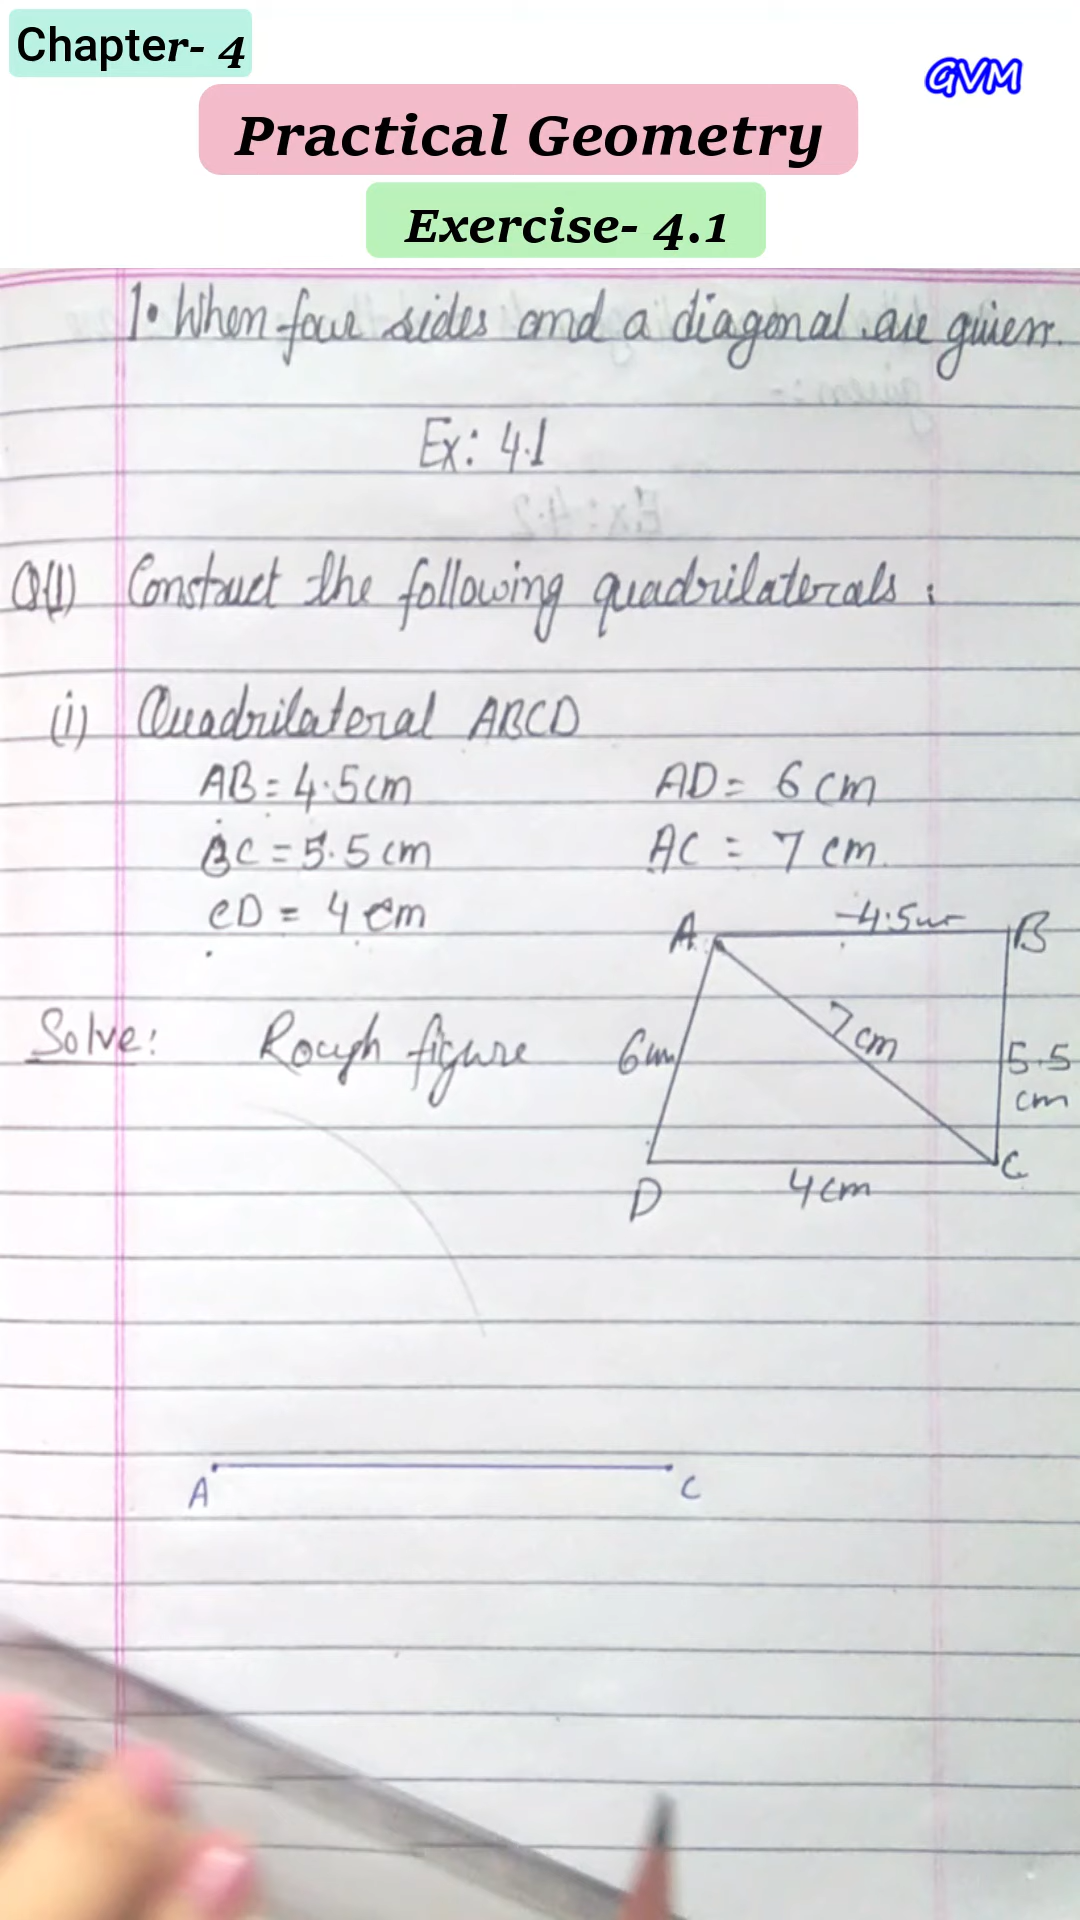 Chapter- 4
GVM
Practical Geometry
Exercise- 4.1
1. When four sides and a diagonal are given.
Ex: 4.1
Q(1) Construct the following quadrilaterals :
(i) Quadrilateral ABCD
AB = 4.5cm AD = 6 cm
BC = 5.5 cm AC = 7 cm.
CD = 4 cm
A 4.5cm B
Solve: Rough figure
6cm 7 cm 5.5 cm
D 4cm C
A C